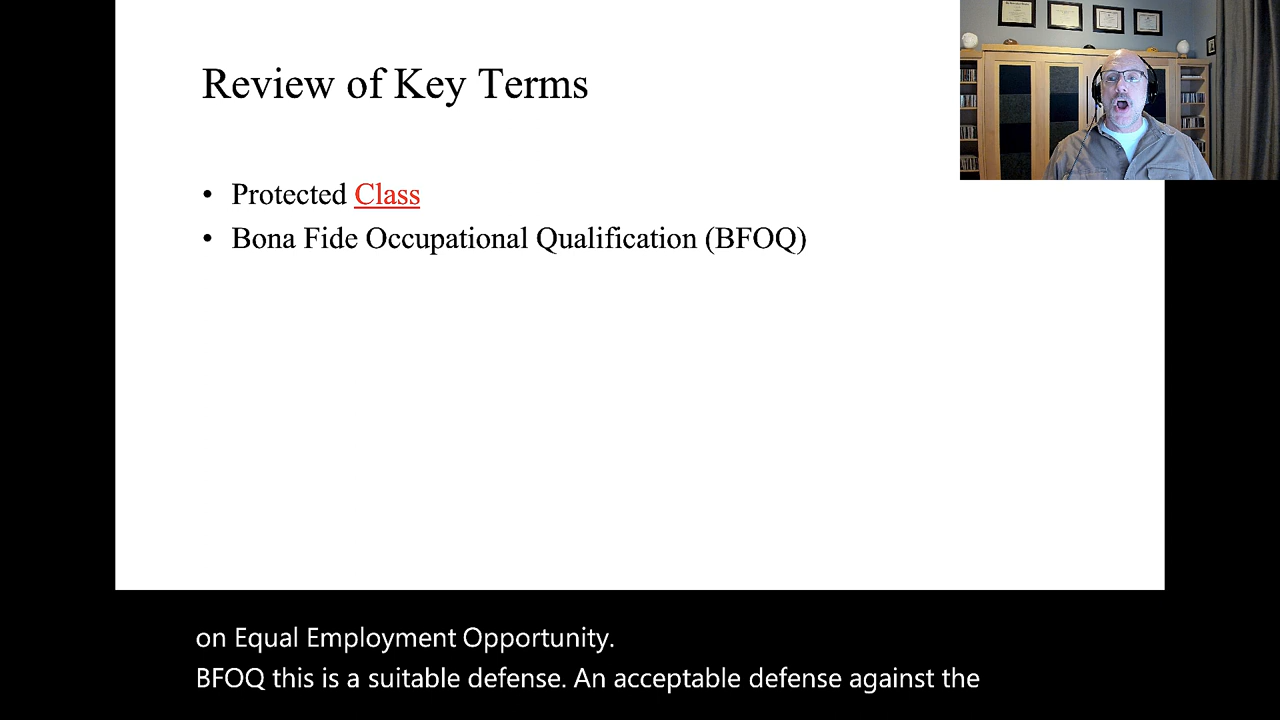 Review of Key Terms
• Protected Class
• Bona Fide Occupational Qualification (BFOQ)
on Equal Employment Opportunity.
BFOQ this is a suitable defense. An acceptable defense against the